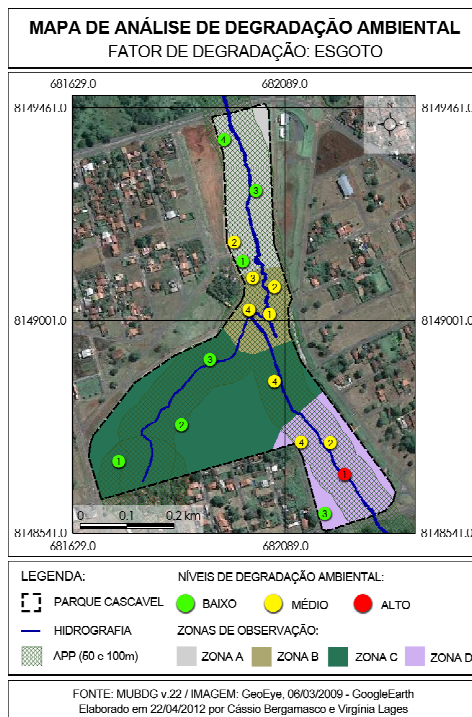 MAPA DE ANÁLISE DE DEGRADAÇÃO AMBIENTAL
FATOR DE DEGRADAÇÃO: ESGOTO
681629.0 682089.0
8149461.0 8149461.0
N
4
3
2
1
3
2
4 1
8149001.0 8149001.0
3
4
2
4 2
1 1
3
0 0.1 0.2 km
8148541.0 8148541.0
681629.0 682089.0
LEGENDA: NÍVEIS DE DEGRADAÇÃO AMBIENTAL:
PARQUE CASCAVEL BAIXO MÉDIO ALTO
HIDROGRAFIA ZONAS DE OBSERVAÇÃO:
APP (50 e 100m) ZONA A ZONA B ZONA C ZONA D
FONTE: MUBDG v.22 / IMAGEM: GeoEye, 06/03/2009 - GoogleEarth
Elaborado em 22/04/2012 por Cássio Bergamasco e Virgínia Lages